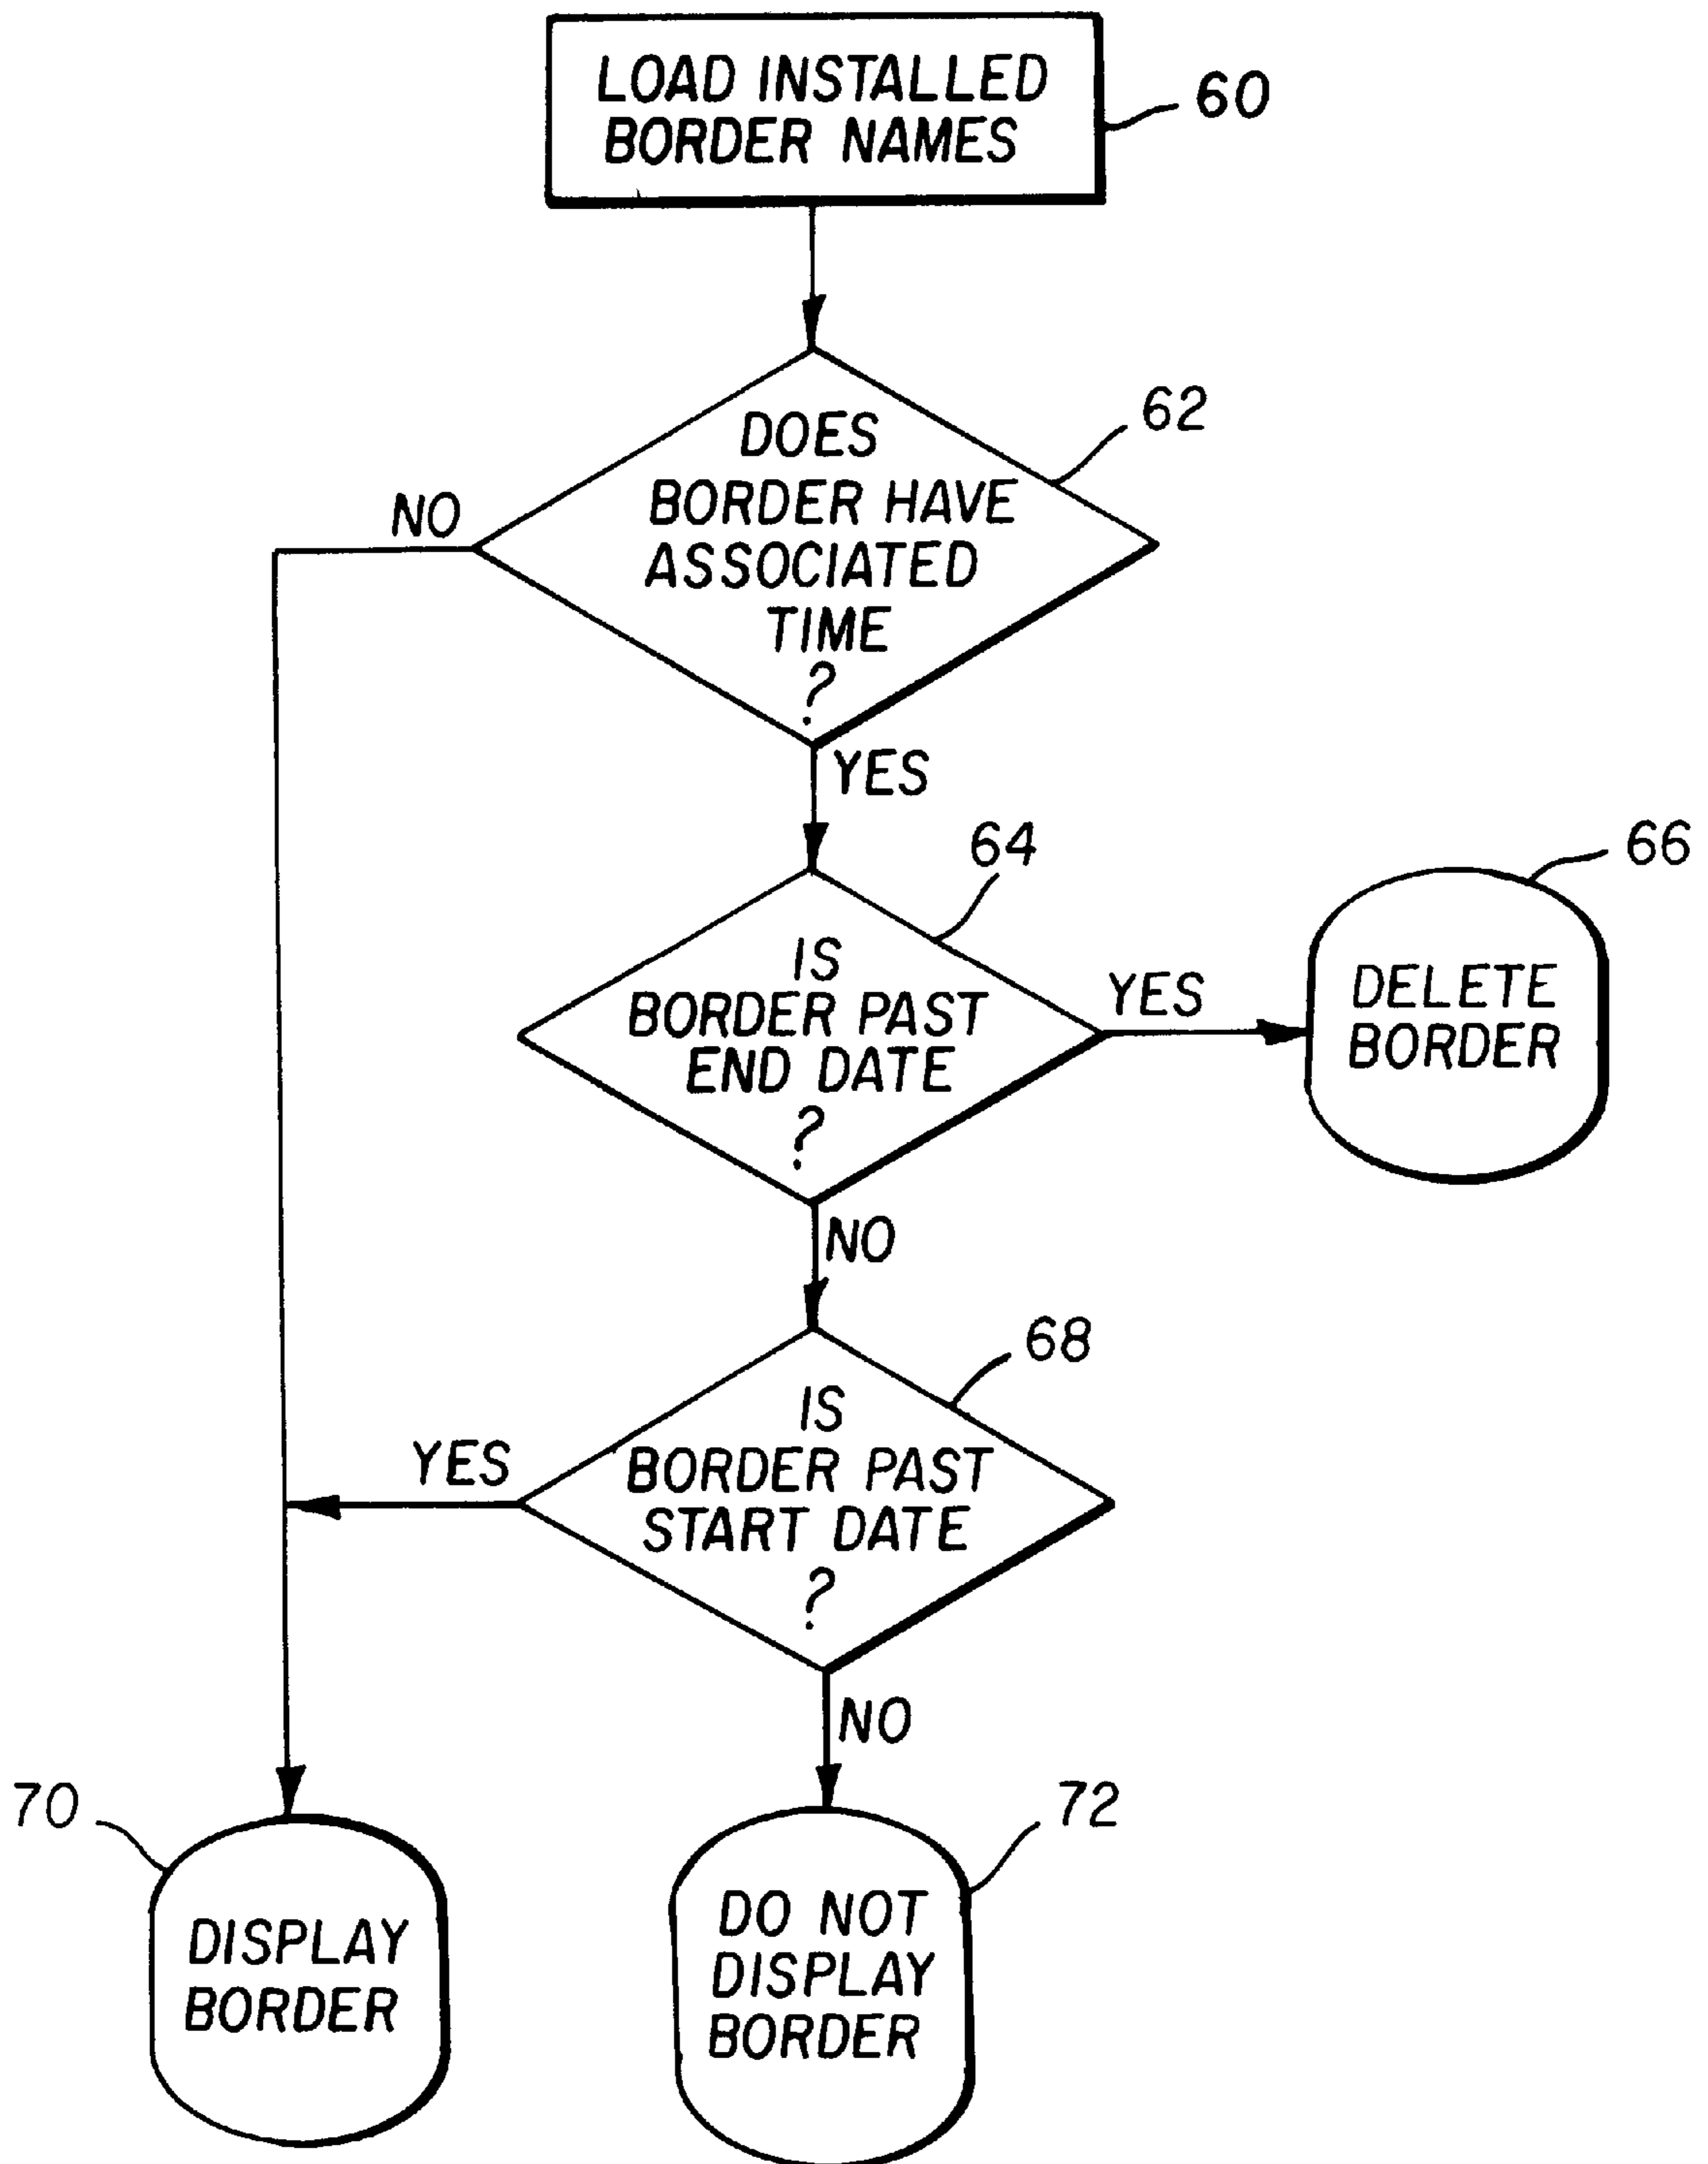 LOAD INSTALLED
BORDER NAMES
60
DOES
BORDER HAVE
ASSOCIATED
TIME
?
62
NO
YES
64
66
IS
BORDER PAST
END DATE
?
YES
DELETE
BORDER
NO
68
IS
BORDER PAST
START DATE
?
YES
NO
70
72
DISPLAY
BORDER
DO NOT
DISPLAY
BORDER